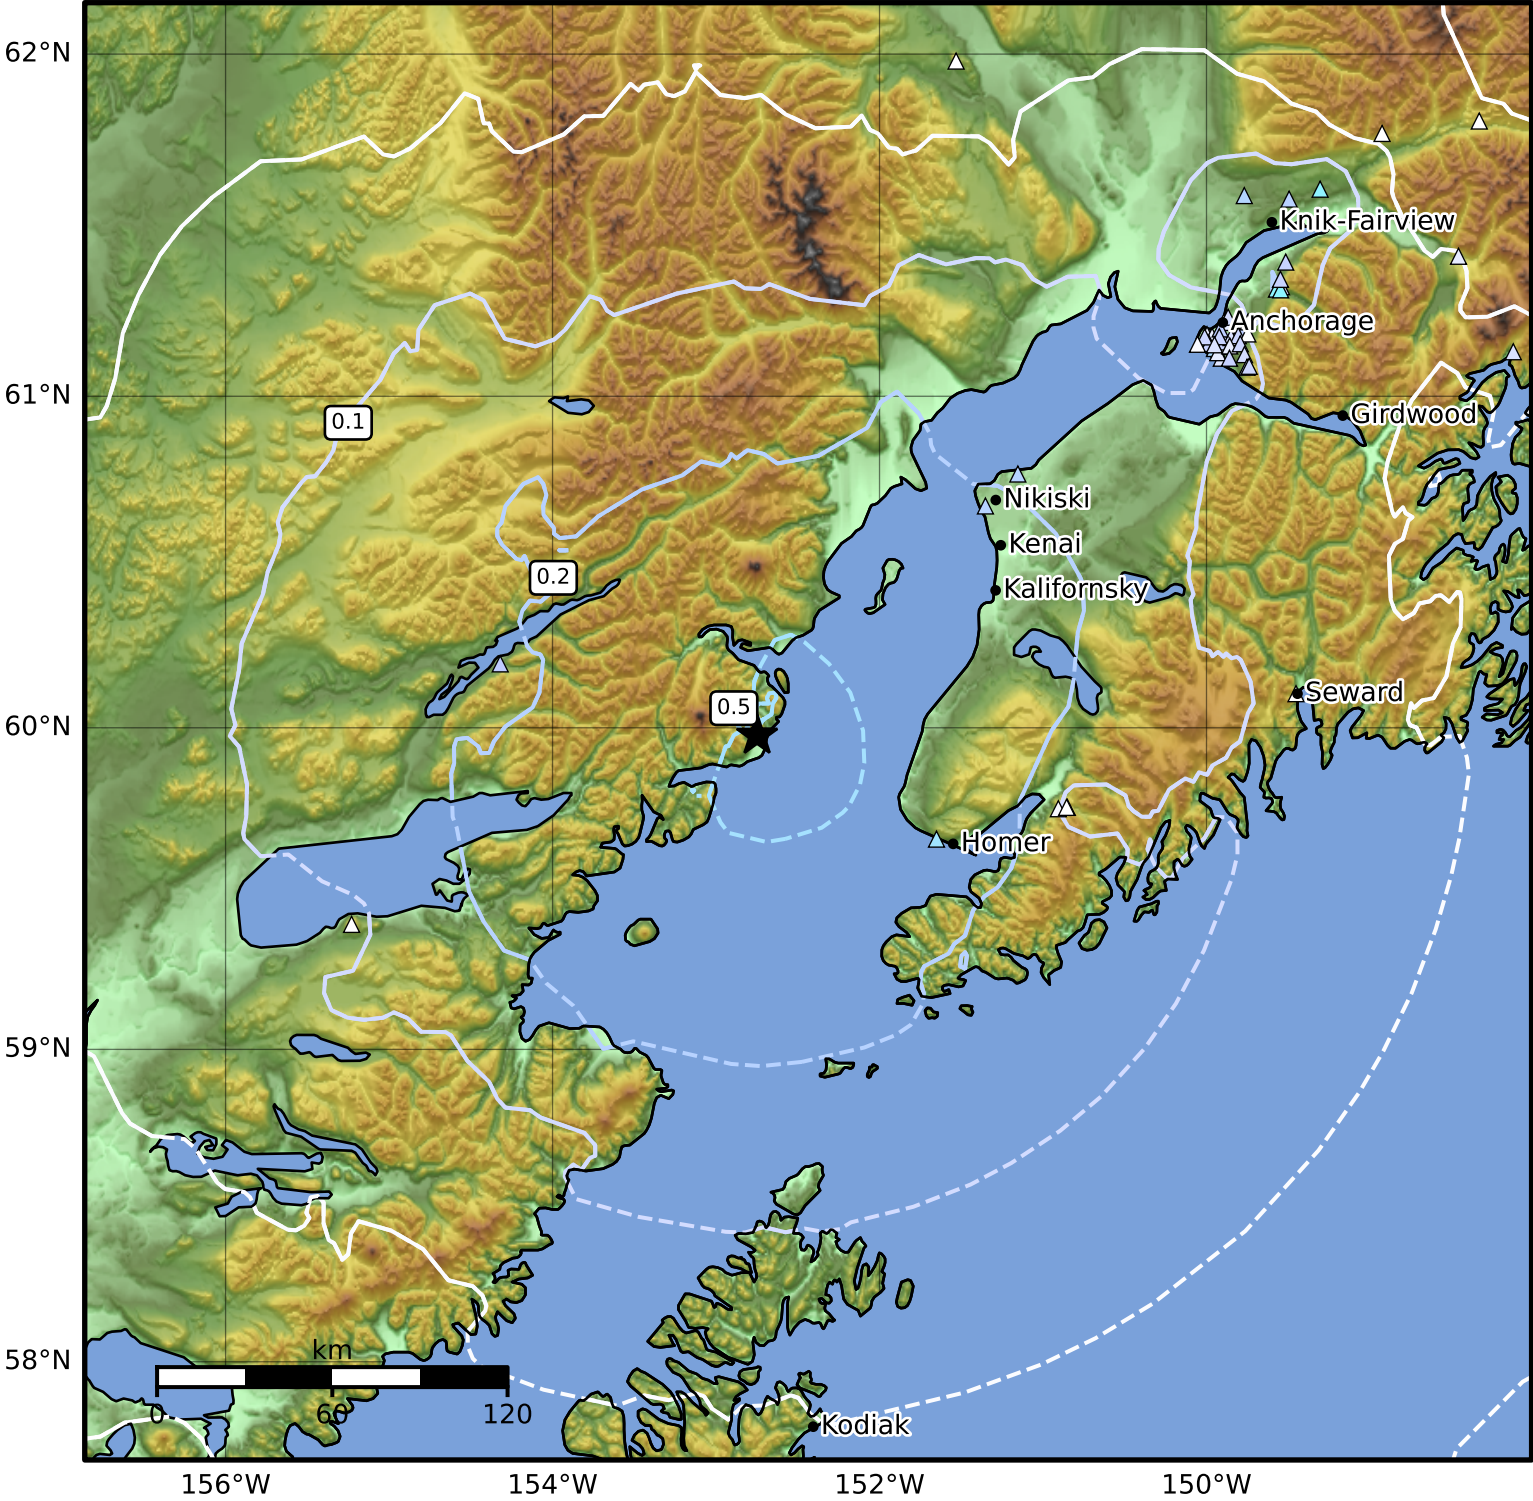 62°N
Knik-Fairview
Anchorage
61°N
0.1
Girdwood
Nikiski
Kenai
0.2
Kalifornsky
Seward
0.5
60°N
Homer
59°N
km
58°N
0 60 120
Kodiak
156°W 154°W 152°W 150°W